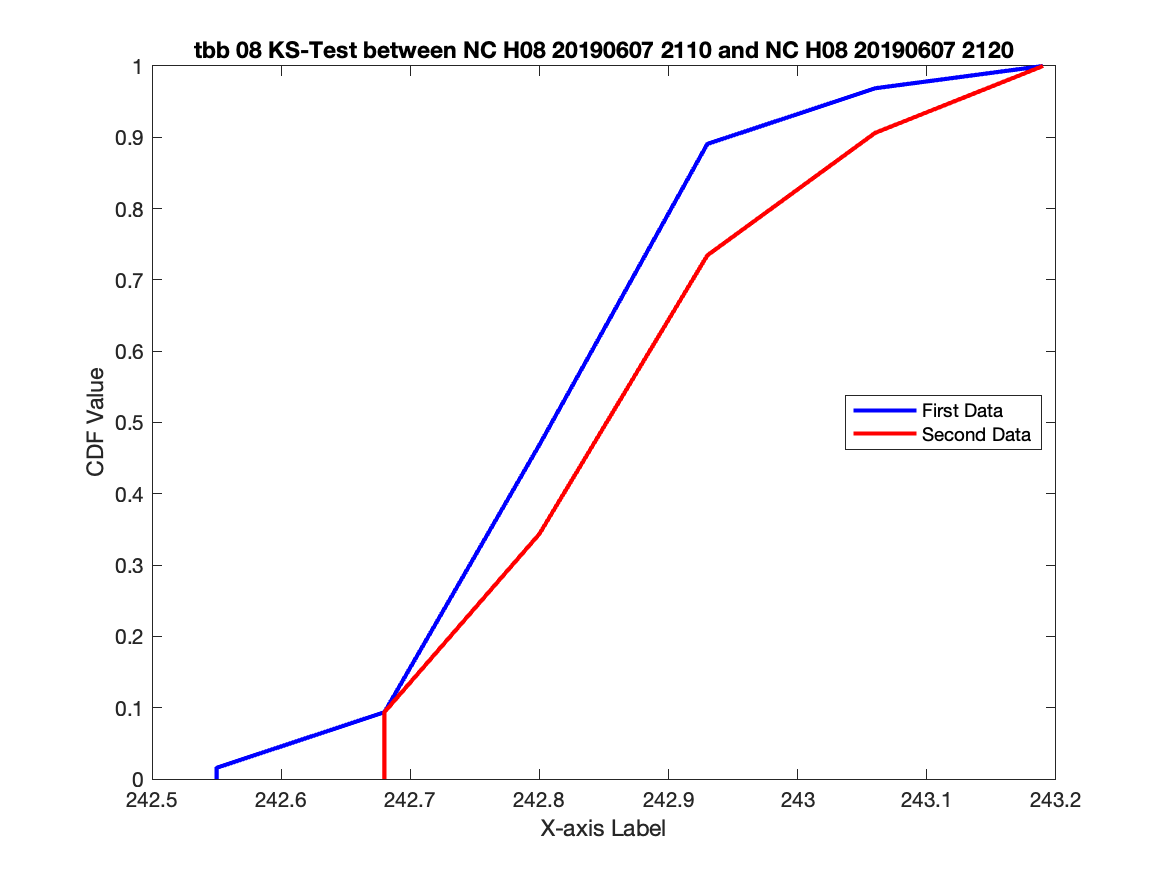 tbb 08 KS-Test between NC H08 20190607 2110 and NC H08 20190607 2120
1
0.9
0.8
0.7
0.6
0.5
0.4
0.3
0.2
0.1
0
CDF Value
First Data
Second Data
242.5 242.6 242.7 242.8 242.9 243 243.1 243.2
X-axis Label